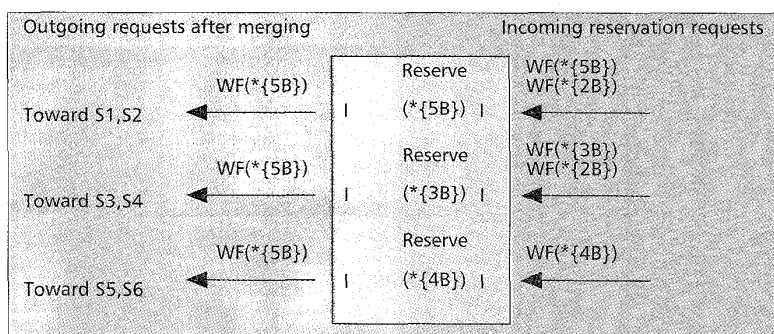 Outgoing requests after merging
Incoming reservation requests
WF(*{5B})
Toward S1,S2
Reserve
(*{5B})
WF(*{5B})
WF(*{2B})
WF(*{5B})
Toward S3,S4
Reserve
(*{3B})
WF(*{3B})
WF(*{2B})
WF(*{5B})
Toward S5,S6
Reserve
(*{4B})
WF(*{4B})